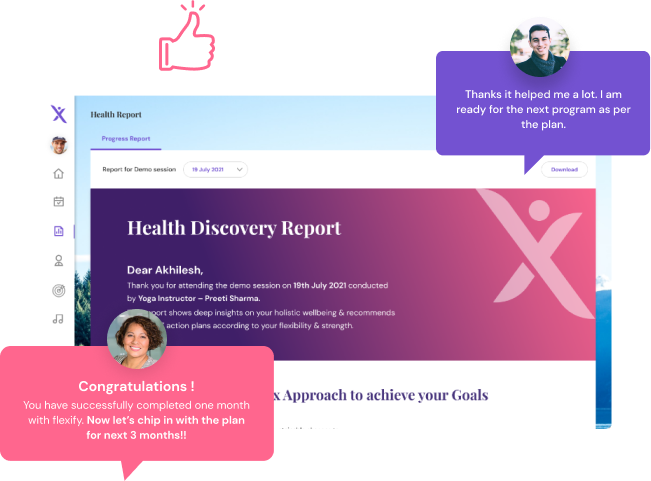 Thanks it helped me a lot. I am
ready for the next program as per
the plan.
Health Report
Progress Report
Report for Demo session
19 July 2021
Download
Health Discovery Report
Dear Akhilesh,
Thank you for attending the demo session on 19th July 2021 conducted
by Yoga Instructor – Preeti Sharma.
shows deep insights on your holistic wellbeing & recommends
action plans according to your flexibility & strength.
Approach to achieve your Goals
Congratulations !
You have successfully completed one month
with flexify. Now let's chip in with the plan
for next 3 months!!